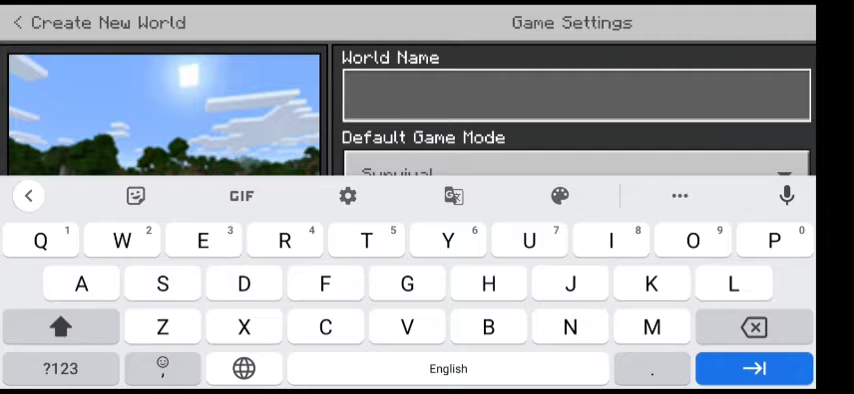 < Create New World
Game Settings
World Name
Default Game Mode
Survival
GIF
Q 1 W 2 E 3 R 4 T 5 Y 6 U 7 I 8 O 9 P 0
A S D F G H J K L
Z X C V B N M
?123 , English .